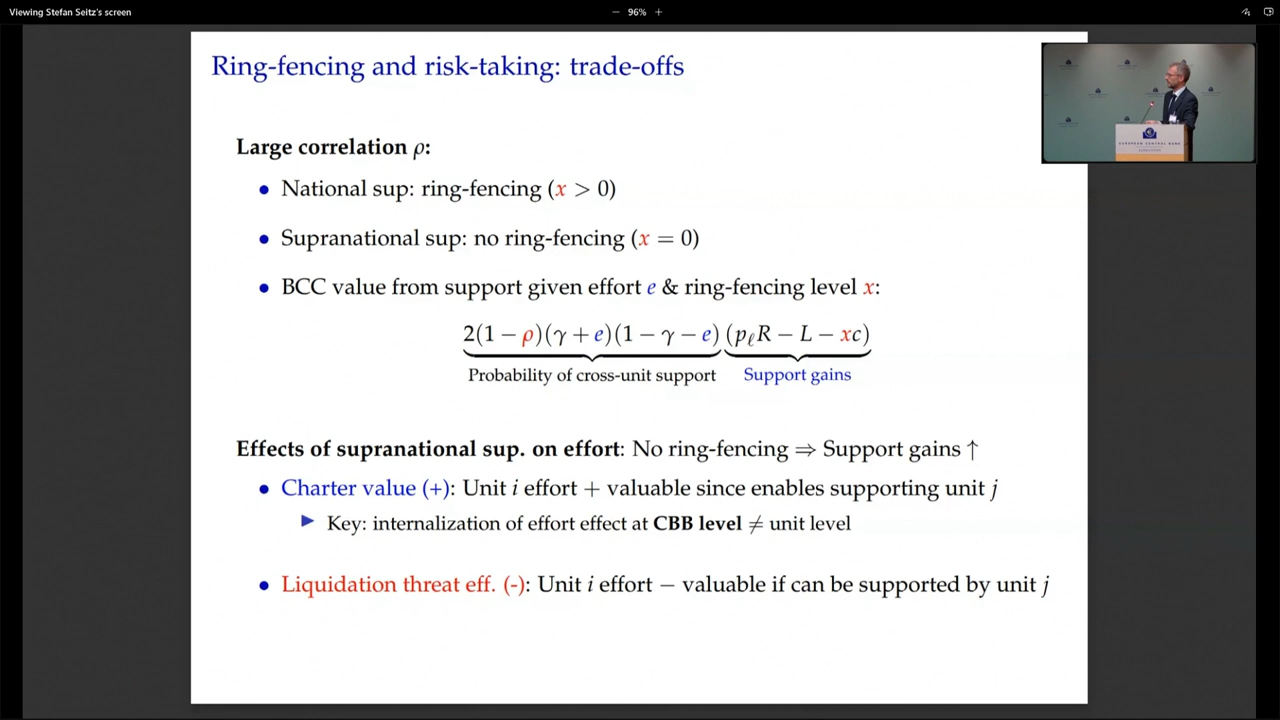 Viewing Stefan Seitz's screen
− 96% +
Ring-fencing and risk-taking: trade-offs
Large correlation ρ:
• National sup: ring-fencing (x > 0)
• Supranational sup: no ring-fencing (x = 0)
• BCC value from support given effort e & ring-fencing level x:
2(1 − ρ)(γ + e)(1 − γ − e) (pℓR − L − xc)
Probability of cross-unit support Support gains
Effects of supranational sup. on effort: No ring-fencing ⇒ Support gains ↑
• Charter value (+): Unit i effort + valuable since enables supporting unit j
▶ Key: internalization of effort effect at CBB level ≠ unit level
• Liquidation threat eff. (-): Unit i effort − valuable if can be supported by unit j
EUROPEAN CENTRAL BANK